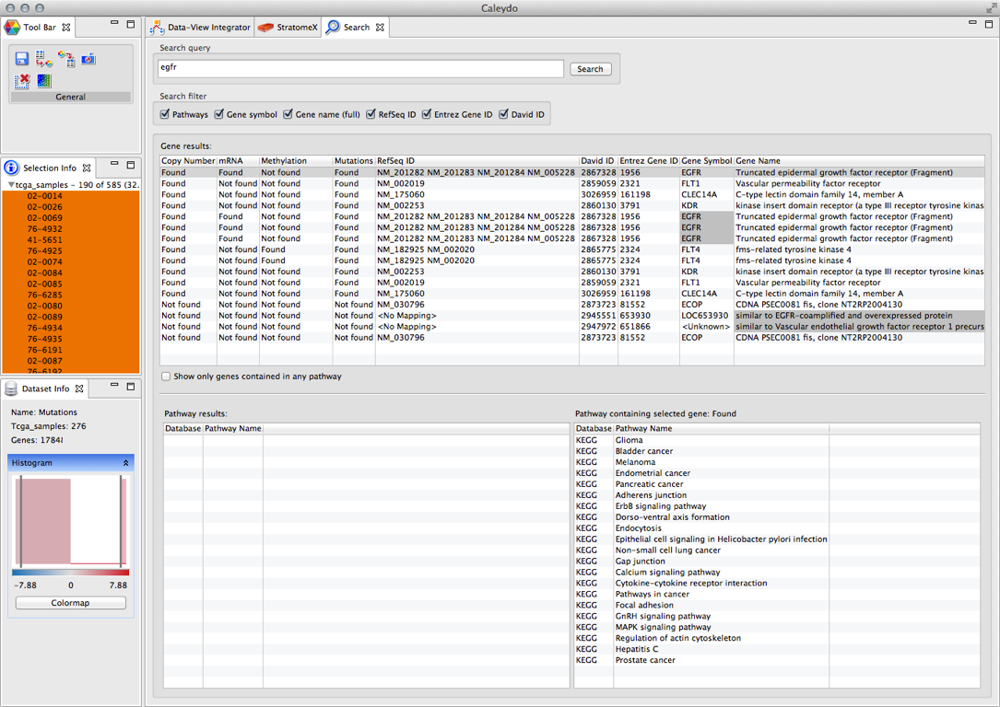 Caleydo
Tool Bar
General
Selection Info
tcga_samples - 190 of 585 (32.
02-0014
02-0026
02-0069
76-4932
41-5651
76-4925
02-0074
02-0084
02-0085
76-6285
02-0080
02-0089
76-4934
76-4935
76-6191
02-0087
76-6192
Dataset Info
Name: Mutations
Tcga_samples: 276
Genes: 1784
Histogram
-7.88 0 7.88
Colormap
Data-View Integrator StratomeX Search
Search query
egfr Search
Search filter
Pathways Gene symbol Gene name (full) RefSeq ID Entrez Gene ID David ID
Gene results:
Copy Number mRNA Methylation Mutations RefSeq ID David ID Entrez Gene ID Gene Symbol Gene Name
Found Found Not found Found NM_201282 NM_201283 NM_201284 NM_005228 2867328 1956 EGFR Truncated epidermal growth factor receptor (Fragment)
Found Not found Not found Found NM_002019 2859059 2321 FLT1 Vascular permeability factor receptor
Found Not found Not found Found NM_175060 3026959 161198 CLEC14A C-type lectin domain family 14, member A
Found Not found Not found Found NM_002253 2860130 3791 KDR kinase insert domain receptor (a type III receptor tyrosine kinas
Found Found Not found Found NM_201282 NM_201283 NM_201284 NM_005228 2867328 1956 EGFR Truncated epidermal growth factor receptor (Fragment)
Found Found Not found Found NM_201282 NM_201283 NM_201284 NM_005228 2867328 1956 EGFR Truncated epidermal growth factor receptor (Fragment)
Found Found Not found Found NM_201282 NM_201283 NM_201284 NM_005228 2867328 1956 EGFR Truncated epidermal growth factor receptor (Fragment)
Found Not found Found Found NM_182925 NM_002020 2865775 2324 FLT4 fms-related tyrosine kinase 4
Found Not found Found Found NM_182925 NM_002020 2865775 2324 FLT4 fms-related tyrosine kinase 4
Found Not found Not found Found NM_002253 2860130 3791 KDR kinase insert domain receptor (a type III receptor tyrosine kinas
Found Not found Not found Found NM_002019 2859059 2321 FLT1 Vascular permeability factor receptor
Found Not found Not found Found NM_175060 3026959 161198 CLEC14A C-type lectin domain family 14, member A
Not found Not found Not found Not found NM_030796 2873723 81552 ECOP CDNA PSEC0081 fis, clone NT2RP2004130
Not found Not found Not found Not found <No Mapping> 2945551 653930 LOC653930 similar to EGFR-coamplified and overexpressed protein
Not found Not found Not found Not found <No Mapping> 2947972 651866 <Unknown> similar to Vascular endothelial growth factor receptor 1 precurs
Not found Not found Not found Not found NM_030796 2873723 81552 ECOP CDNA PSEC0081 fis, clone NT2RP2004130
Show only genes contained in any pathway
Pathway results:
Database Pathway Name
Pathway containing selected gene: Found
Database Pathway Name
KEGG Glioma
KEGG Bladder cancer
KEGG Melanoma
KEGG Endometrial cancer
KEGG Pancreatic cancer
KEGG Adherens junction
KEGG ErbB signaling pathway
KEGG Dorso-ventral axis formation
KEGG Endocytosis
KEGG Epithelial cell signaling in Helicobacter pylori infection
KEGG Non-small cell lung cancer
KEGG Gap junction
KEGG Calcium signaling pathway
KEGG Cytokine-cytokine receptor interaction
KEGG Pathways in cancer
KEGG Focal adhesion
KEGG GnRH signaling pathway
KEGG MAPK signaling pathway
KEGG Regulation of actin cytoskeleton
KEGG Hepatitis C
KEGG Prostate cancer